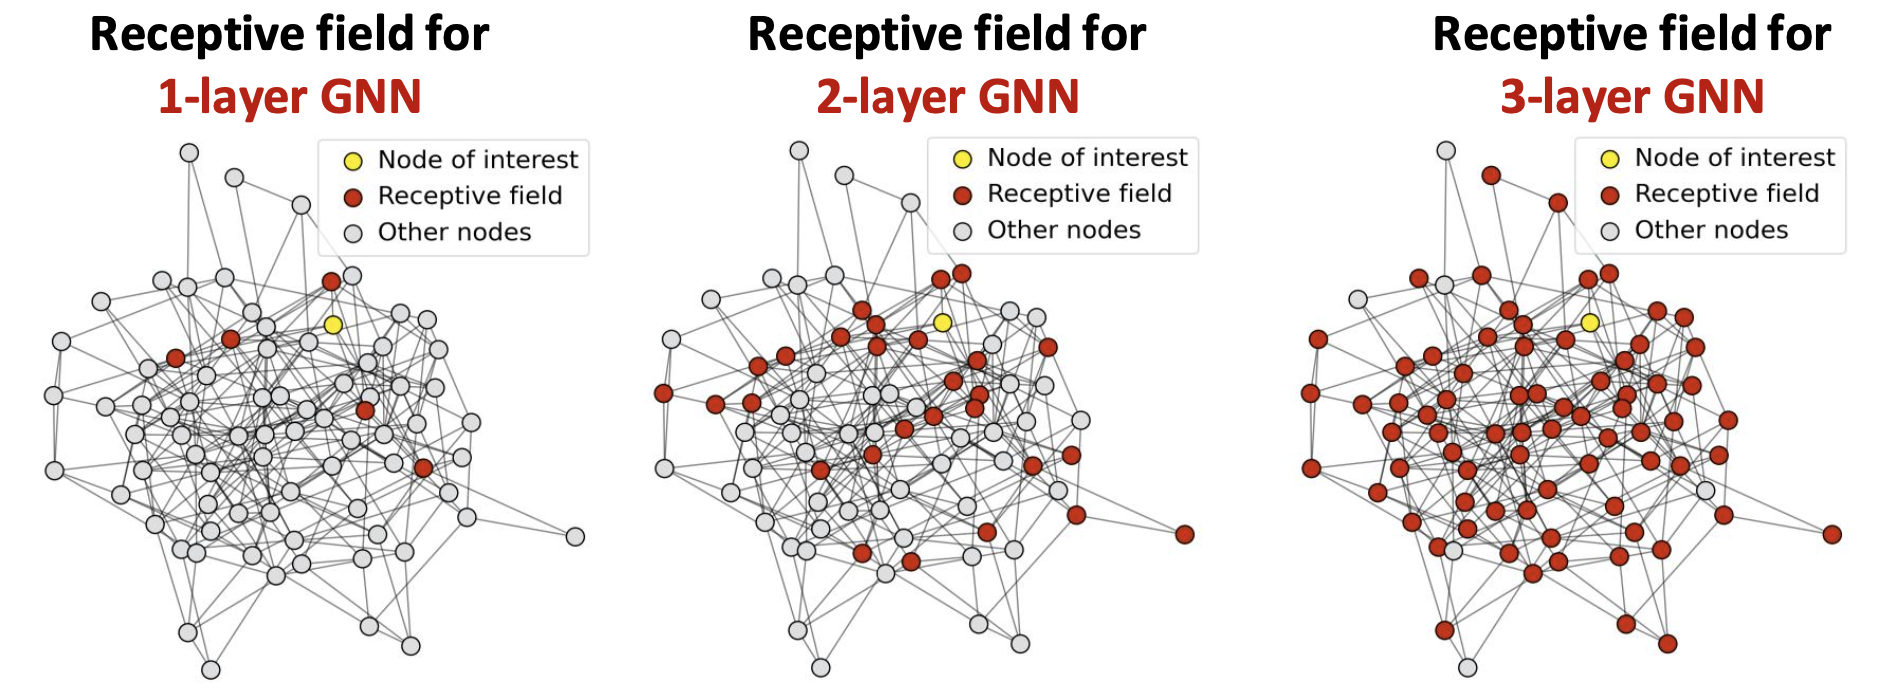 Receptive field for
1-layer GNN
Node of interest
Receptive field
Other nodes
Receptive field for
2-layer GNN
Node of interest
Receptive field
Other nodes
Receptive field for
3-layer GNN
Node of interest
Receptive field
Other nodes